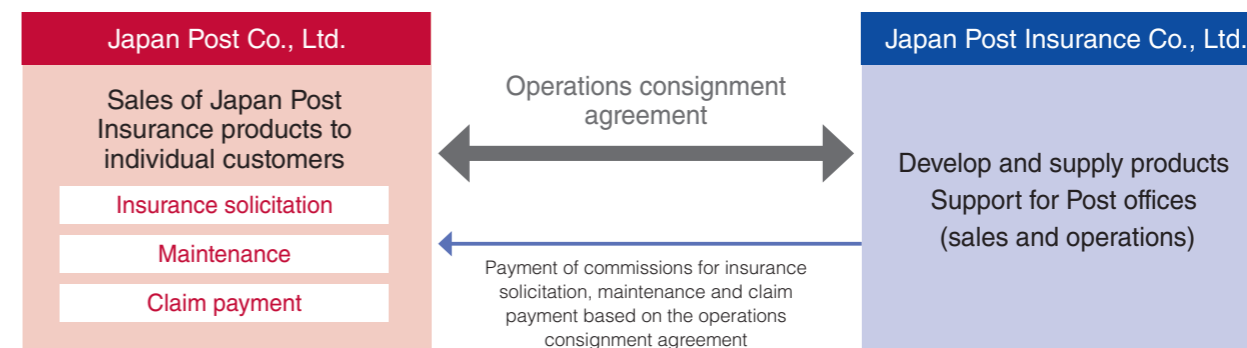 Japan Post Co., Ltd.
Sales of Japan Post
Insurance products to
individual customers
Insurance solicitation
Maintenance
Claim payment
Operations consignment
agreement
Payment of commissions for insurance
solicitation, maintenance and claim
payment based on the operations
consignment agreement
Japan Post Insurance Co., Ltd.
Develop and supply products
Support for Post offices
(sales and operations)